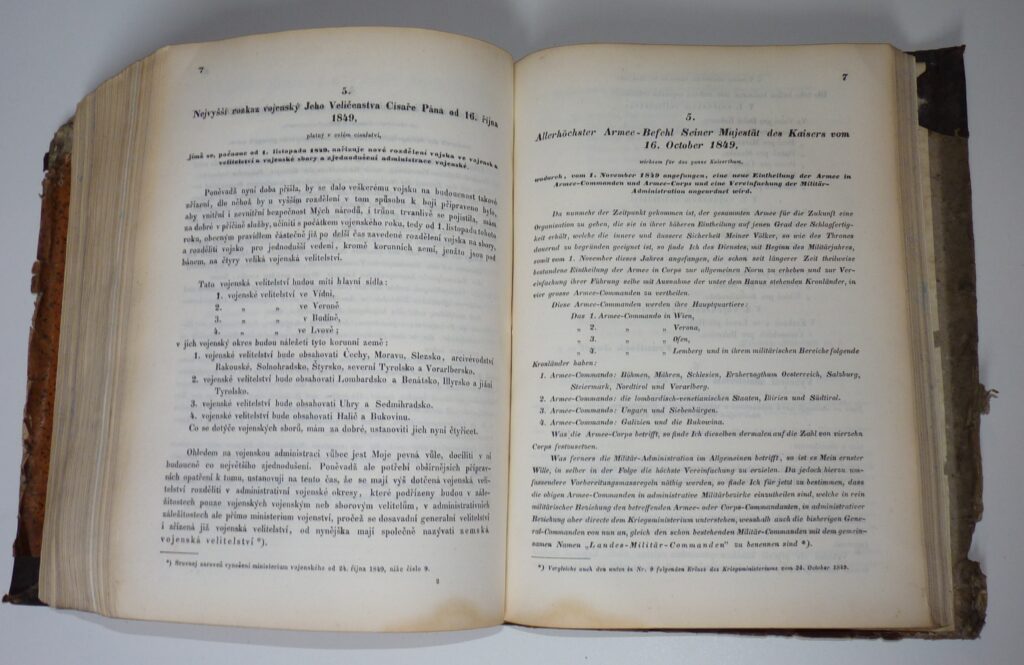 7
5.
Nejvyšší rozkaz vojenský Jeho Veličenstva Císaře Pána od 16. října
1849,
platný v celém císařství,
jímž se, počnouc od 1. listopadu 1849, nařizuje nové rozdělení vojska ve vojenská
velitelství a vojenské sbory a zjednodušení administrace vojenské.
Poněvádž nyní doba přišla, by se dalo veškerému vojsku na budoucnost takové
zřízení, dle něhož by u vyšším rozdělení v tom způsobu k boji připraveno bylo,
aby vnitřní i zevnitřní bezpečnost Mých národů, i trůnu trvanlivě se pojistila, mám
za dobré v příčině služby, učiniti s počátkem vojenského roku, tedy od 1. listopadu tohoto
roku, obecným pravidlem částečně již po delší čas zavedené rozdělení vojska na sbory,
a rozděliti vojsko pro jednodušší vedení, kromě korunních zemí, jenžto jsou pod
bánem, na čtyry veliká vojenská velitelství.
Tato vojenská velitelství budou míti hlavní sídla:
1. vojenské velitelství ve Vídni,
2. „ „ ve Veroně
3. „ „ v Budíně,
4. „ „ ve Lvově;
v jich vojenský okres budou náležeti tyto korunní země:
1. vojenské velitelství bude obsahovati Čechy, Moravu, Slezsko, arcivévodství
Rakouské, Solnohradsko, Štyrsko, severní Tyrolsko a Vorarlbersko.
2. vojenské velitelství bude obsahovati Lombardsko a Benátsko, Illyrsko a jižní
Tyrolsko.
3. vojenské velitelství bude obsahovati Uhry a Sedmihradsko.
4. vojenské velitelství bude obsahovati Halič a Bukovinu.
Co se dotýče vojenských sborů, mám za dobré, ustanoviti jich nyní čtyřicet.
Ohledem na vojenskou administraci vůbec jest Moje pevná vůle, docíliti v ní
budoucně co největšího zjednodušení. Poněvádž ale potřebí obšírnějších příprav-
ných opatření k tomu, ustanovuji na tento čas, že se mají výš dotčená vojenská veli-
telství rozděliti v administrativní vojenské okresy, které podřízeny budou v zále-
žitostech pouze vojenských vojenským neb sborovým velitelům, v administrativných
záležitostech ale přímo ministerium vojenství, pročež se dosavadní generalní velitelství
i zřízená již vojenská velitelství, od nynějška mají společně nazývati zemská
vojenská velitelství *).
*) Srovnej zároveň vynešení ministerium vojenského od 24. října 1849, níže číslo 9.
2
7
5.
Allerhöchster Armee-Befehl Seiner Majestät des Kaisers vom
16. October 1849,
wirksam für das ganze Kaiserthum,
wodurch, vom 1. November 1849 angefangen, eine neue Eintheilung der Armee in
Armee-Commanden und Armee-Corps und eine Vereinfachung der Militär-
Administration angeordnet wird.
Da nunmehr der Zeitpunkt gekommen ist, der gesammten Armee für die Zukunft eine
Organisation zu geben, die sie in ihrer höheren Eintheilung auf jenen Grad der Schlagfertig-
keit erhält, welche die innere und äussere Sicherheit Meiner Völker, so wie des Thrones
dauernd zu begründen geeignet ist, so finde Ich des Dienstes, mit Beginn des Militärjahres,
somit vom 1. November dieses Jahres angefangen, die schon seit längerer Zeit theilweise
bestandene Eintheilung der Armee in Corps zur allgemeinen Norm zu erheben und zur Ver-
einfachung ihrer Führung selbe mit Ausnahme der unter dem Banus stehenden Kronländer, in
vier grosse Armee-Commanden zu vertheilen.
Diese Armee-Commanden werden ihre Hauptquartiere:
Das 1. Armee-Commando in Wien,
„ 2. „ „ Verona,
„ 3. „ „ Ofen,
„ 4. „ „ Lemberg und in ihrem militärischen Bereiche folgende
Kronländer haben:
1. Armee-Commando: Böhmen, Mähren, Schlesien, Erzherzogthum Oesterreich, Salzburg,
Steiermark, Nordtirol und Vorarlberg.
2. Armee-Commando: die lombardisch-venetianischen Staaten, Illirien und Südtirol.
3. Armee-Commando: Ungarn und Siebenbürgen.
4. Armee-Commando: Galizien und die Bukowina.
Was die Armee-Corps betrifft, so finde Ich dieselben dermalen auf die Zahl von vierzehn
Corps festzusetzen.
Was ferners die Militär-Administration im Allgemeinen betrifft, so ist es Mein ernster
Wille, in selber in der Folge die höchste Vereinfachung zu erzielen. Da jedoch hierzu um-
fassendere Vorbereitungsmassregeln nöthig werden, so finde Ich für jetzt zu bestimmen, dass
die obigen Armee-Commanden in administrative Militärbezirke einzutheilen sind, welche in rein
militärischer Beziehung den betreffenden Armee- oder Corps-Commandanten, in administrativer
Beziehung aber directe dem Kriegsministerium unterstehen, wesshalb auch die bisherigen Gene-
ral-Commanden von nun an, gleich den schon bestehenden Militär-Commanden mit dem gemein-
samen Namen „Landes-Militär-Commanden" zu benennen sind *).
*) Vergleiche auch den unten in Nr. 9 folgenden Erlass des Kriegsministeriums vom 24. October 1849.